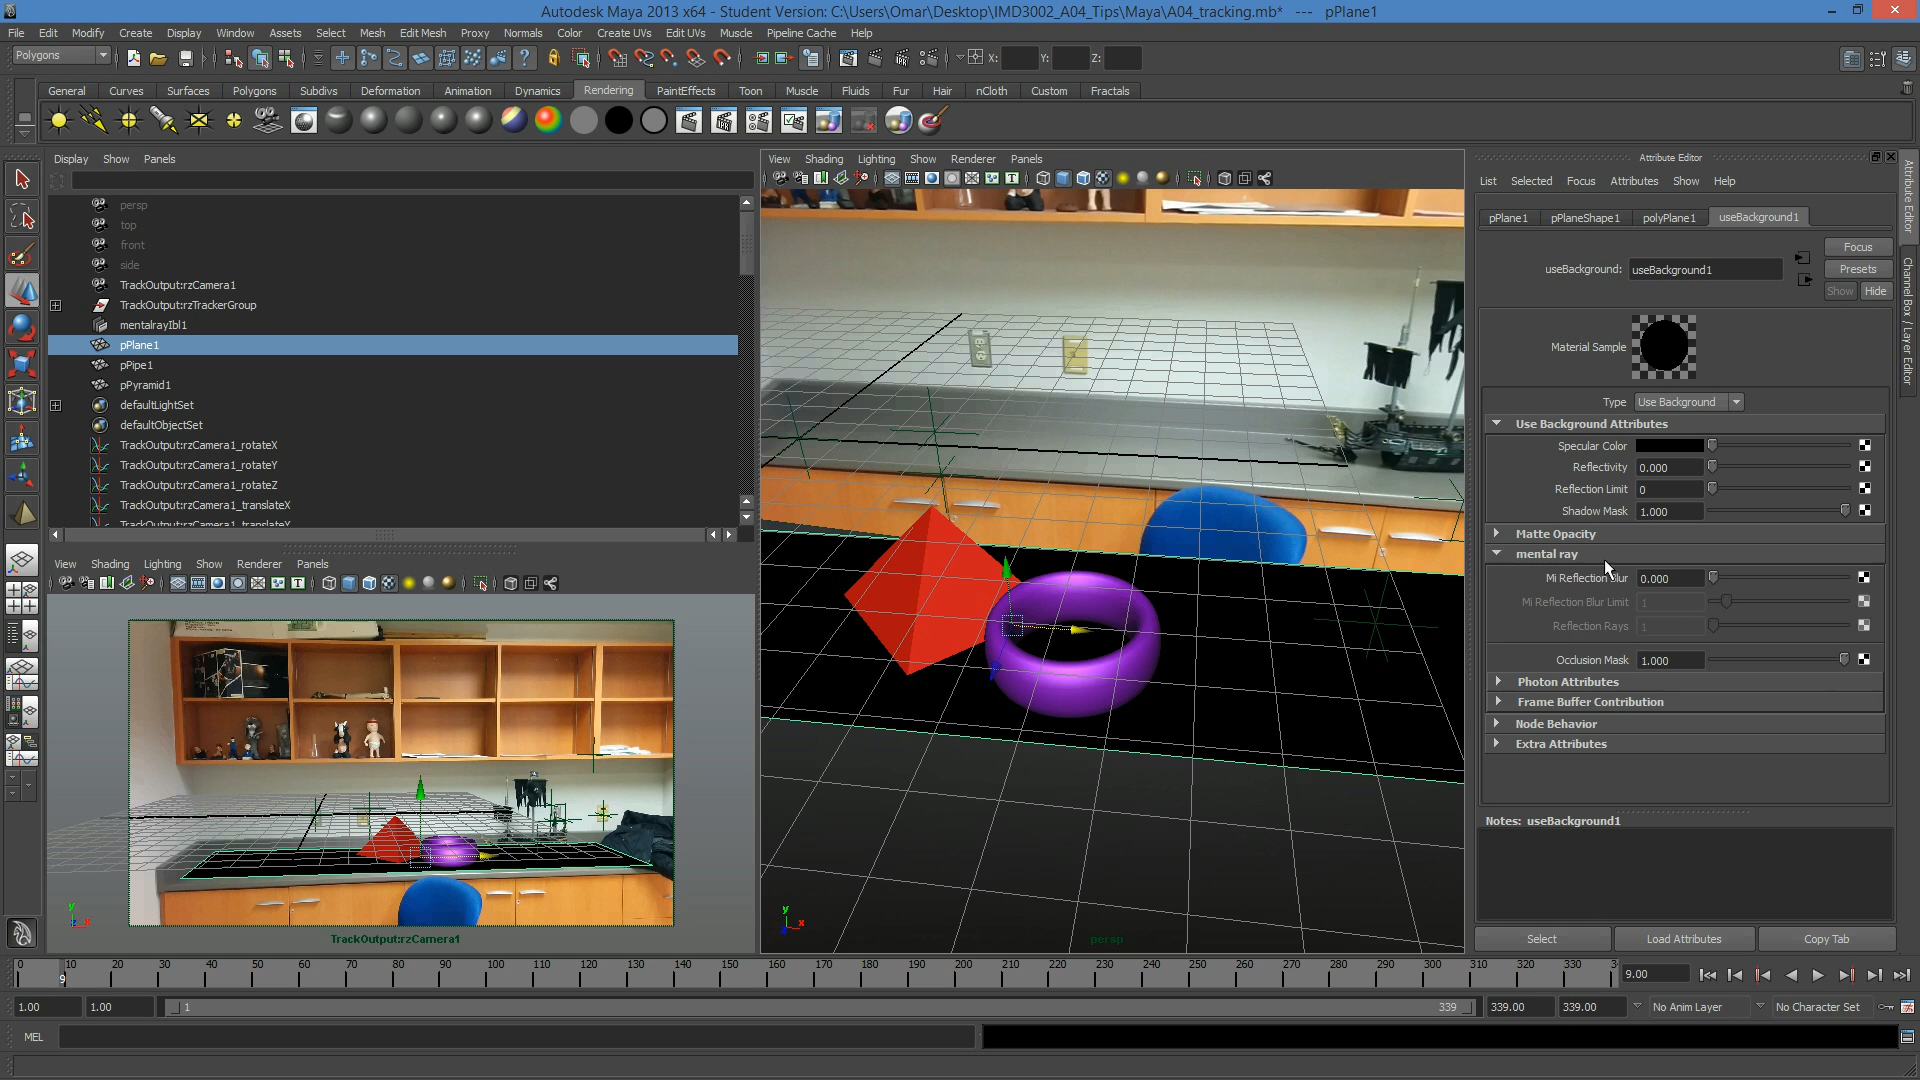 Autodesk Maya 2013 x64 - Student Version: C:\Users\Omar\Desktop\IMD3002_A04_Tips\Maya\A04_tracking.mb* --- pPlane1
File Edit Modify Create Display Window Assets Select Mesh Edit Mesh Proxy Normals Color Create UVs Edit UVs Muscle Pipeline Cache Help
Polygons X: Y: Z:
General Curves Surfaces Polygons Subdivs Deformation Animation Dynamics Rendering PaintEffects Toon Muscle Fluids Fur Hair nCloth Custom Fractals
Display Show Panels
persp
top
front
side
TrackOutput:rzCamera1
TrackOutput:rzTrackerGroup
mentalrayIbl1
pPlane1
pPipe1
pPyramid1
defaultLightSet
defaultObjectSet
TrackOutput:rzCamera1_rotateX
TrackOutput:rzCamera1_rotateY
TrackOutput:rzCamera1_rotateZ
TrackOutput:rzCamera1_translateX
TrackOutput:rzCamera1_translateY
View Shading Lighting Show Renderer Panels
y
x
TrackOutput:rzCamera1
View Shading Lighting Show Renderer Panels
y
x
persp
Attribute Editor
List Selected Focus Attributes Show Help
pPlane1 pPlaneShape1 polyPlane1 useBackground1
Focus
useBackground: useBackground1
Presets
Show Hide
Material Sample
Type Use Background
Use Background Attributes
Specular Color
Reflectivity 0.000
Reflection Limit 0
Shadow Mask 1.000
Matte Opacity
mental ray
Mi Reflection Blur 0.000
Mi Reflection Blur Limit 1
Reflection Rays 1
Occlusion Mask 1.000
Photon Attributes
Frame Buffer Contribution
Node Behavior
Extra Attributes
Notes: useBackground1
Select Load Attributes Copy Tab
Attribute Editor
Channel Box / Layer Editor
0 10 20 30 40 50 60 70 80 90 100 110 120 130 140 150 160 170 180 190 200 210 220 230 240 250 260 270 280 290 300 310 320 330
9
9.00
1.00 1.00 1 339 339.00 339.00 No Anim Layer No Character Set
MEL